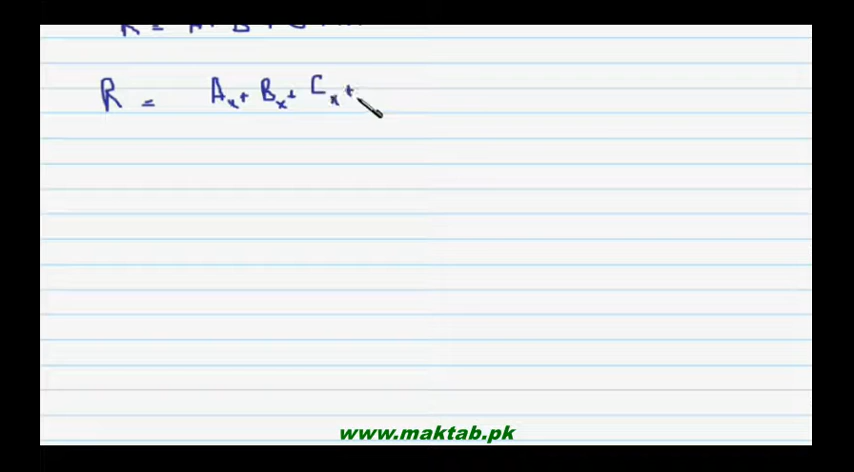 R = Aₓ + Bₓ + Cₓ +
www.maktab.pk